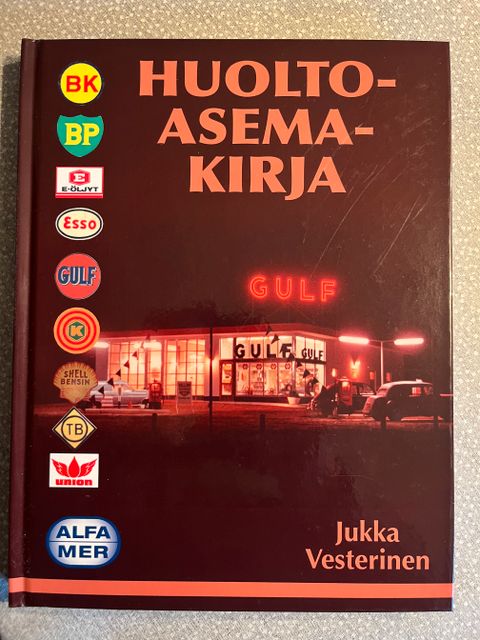 HUOLTO-
ASEMA-
KIRJA
BK
BP
E
E-ÖLJYT
Esso
GULF
K
SHELL
BENSIN
TB
UNION
ALFA
MER
GULF
GULF GULF
Jukka
Vesterinen